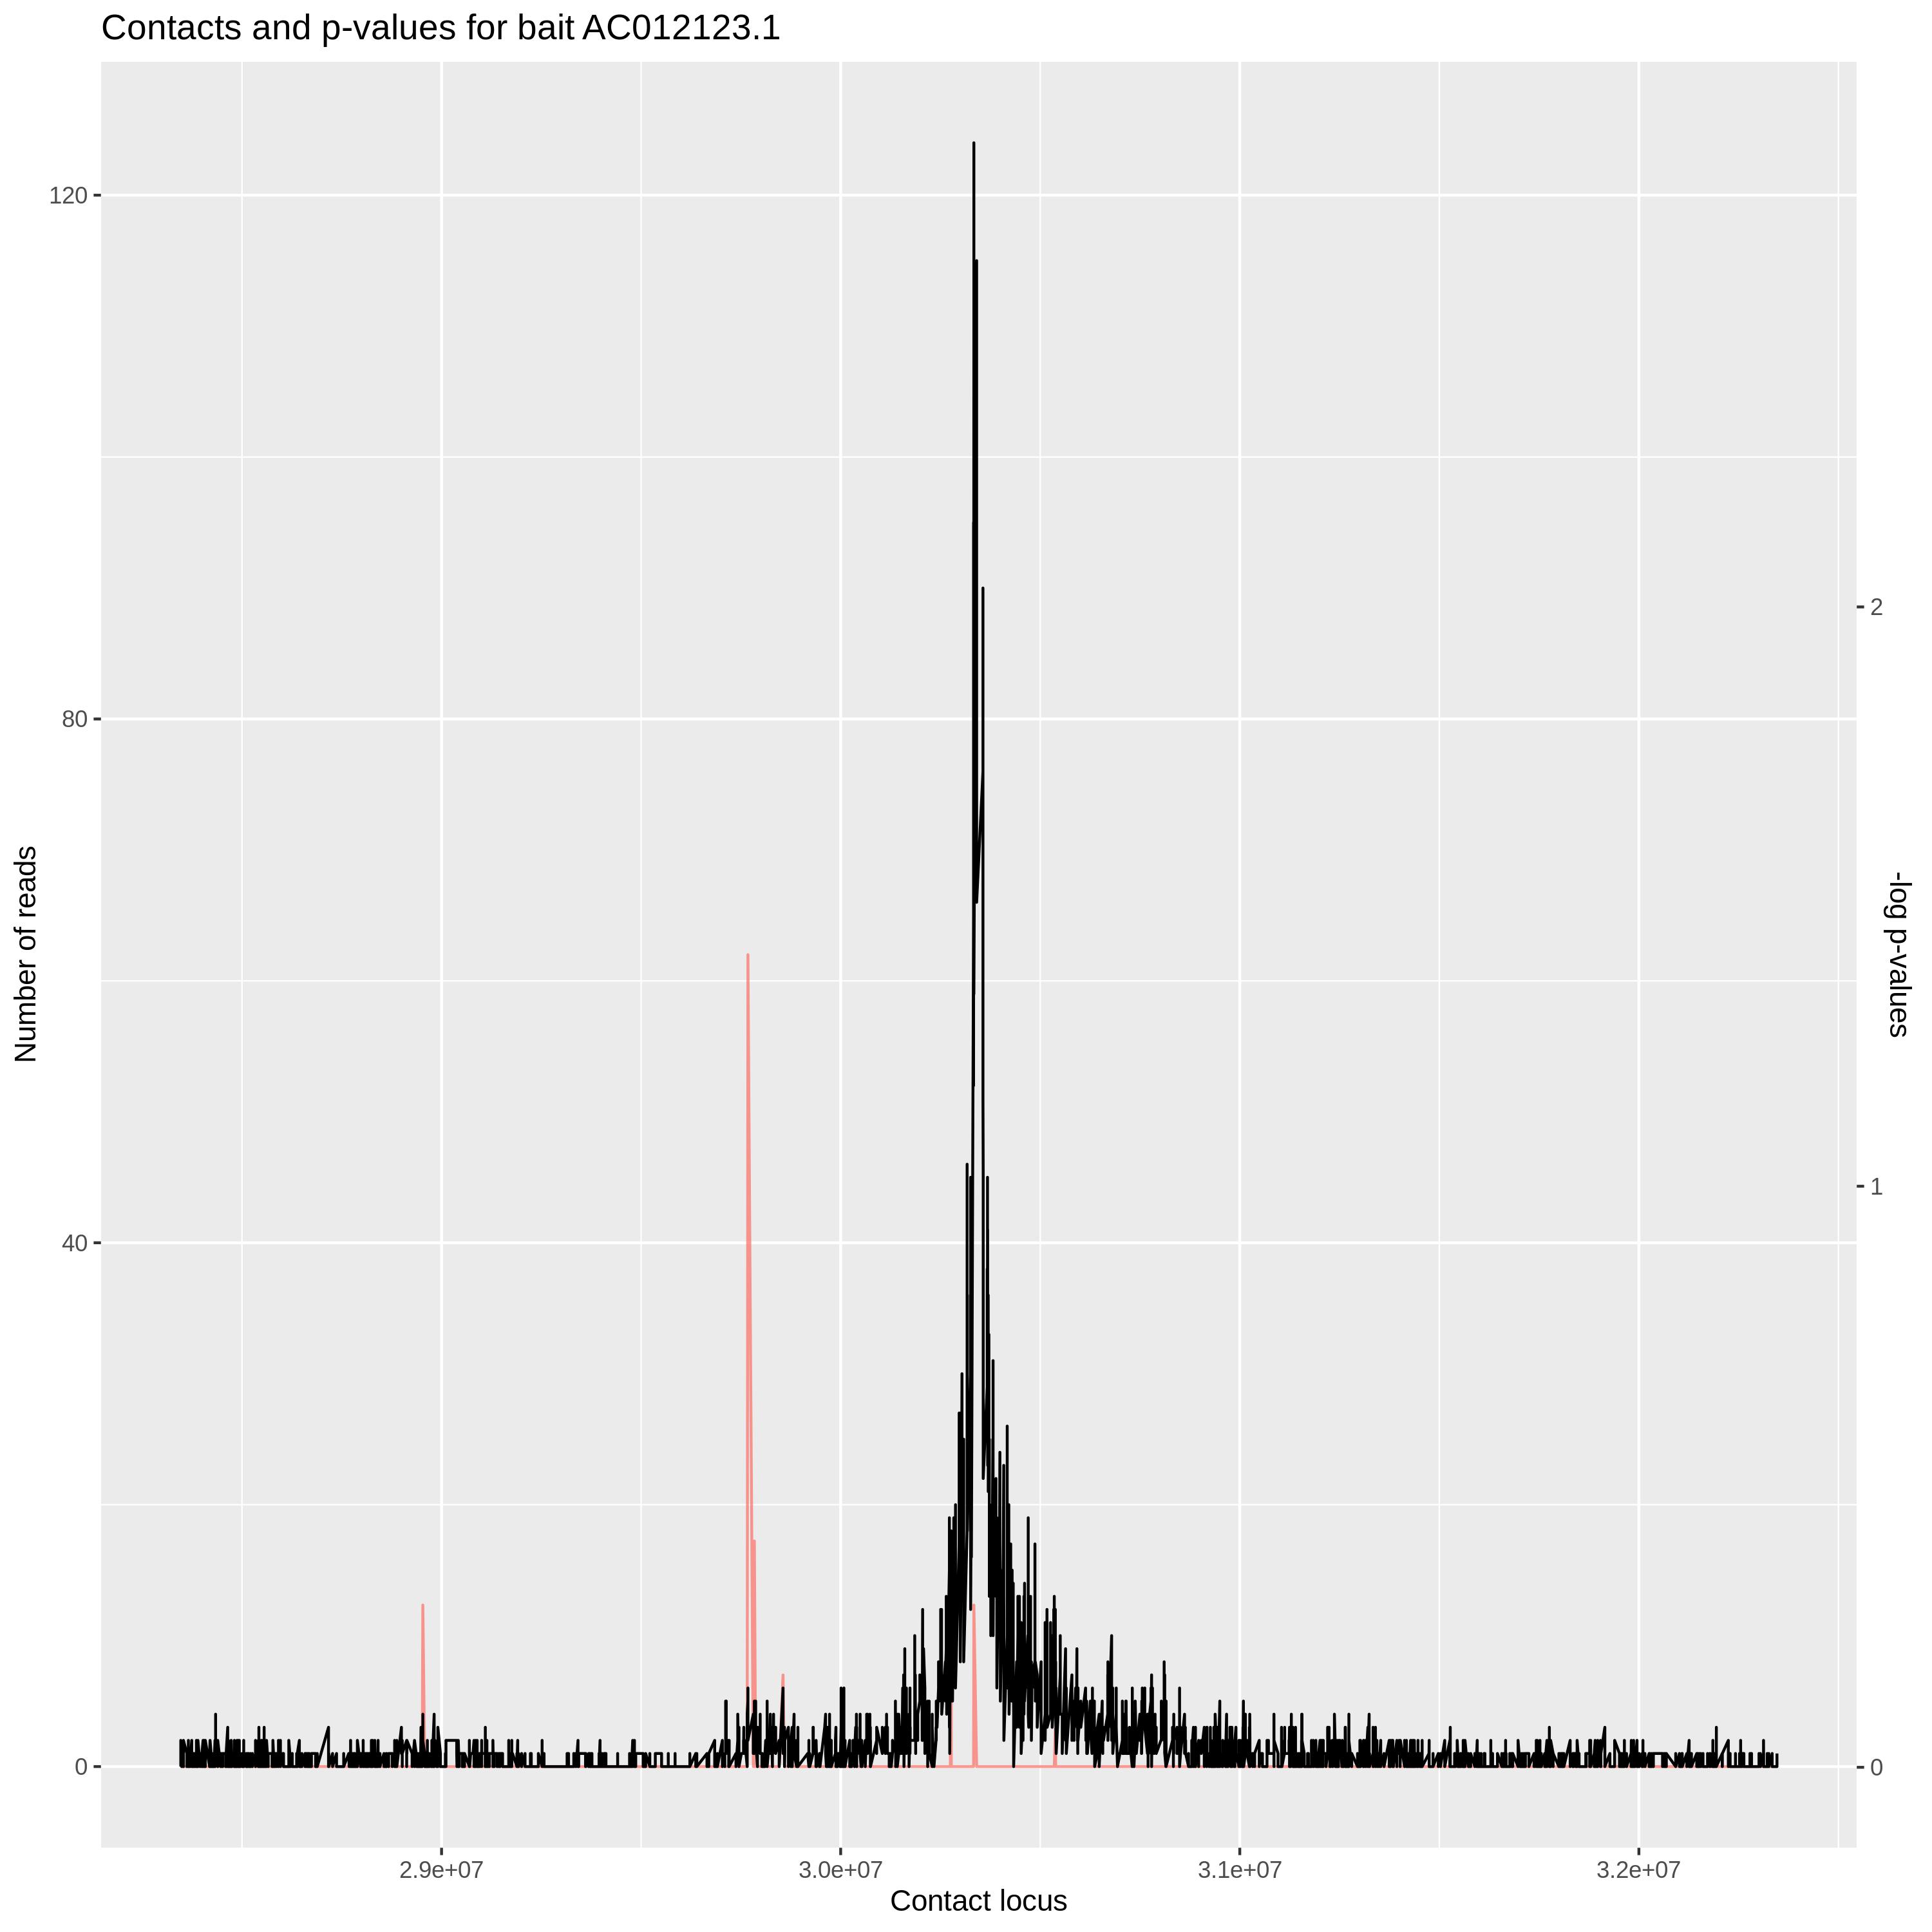 Contacts and p-values for bait AC012123.1
120
80
40
0
Number of reads
2
1
0
-log p-values
2.9e+07
3.0e+07
3.1e+07
3.2e+07
Contact locus